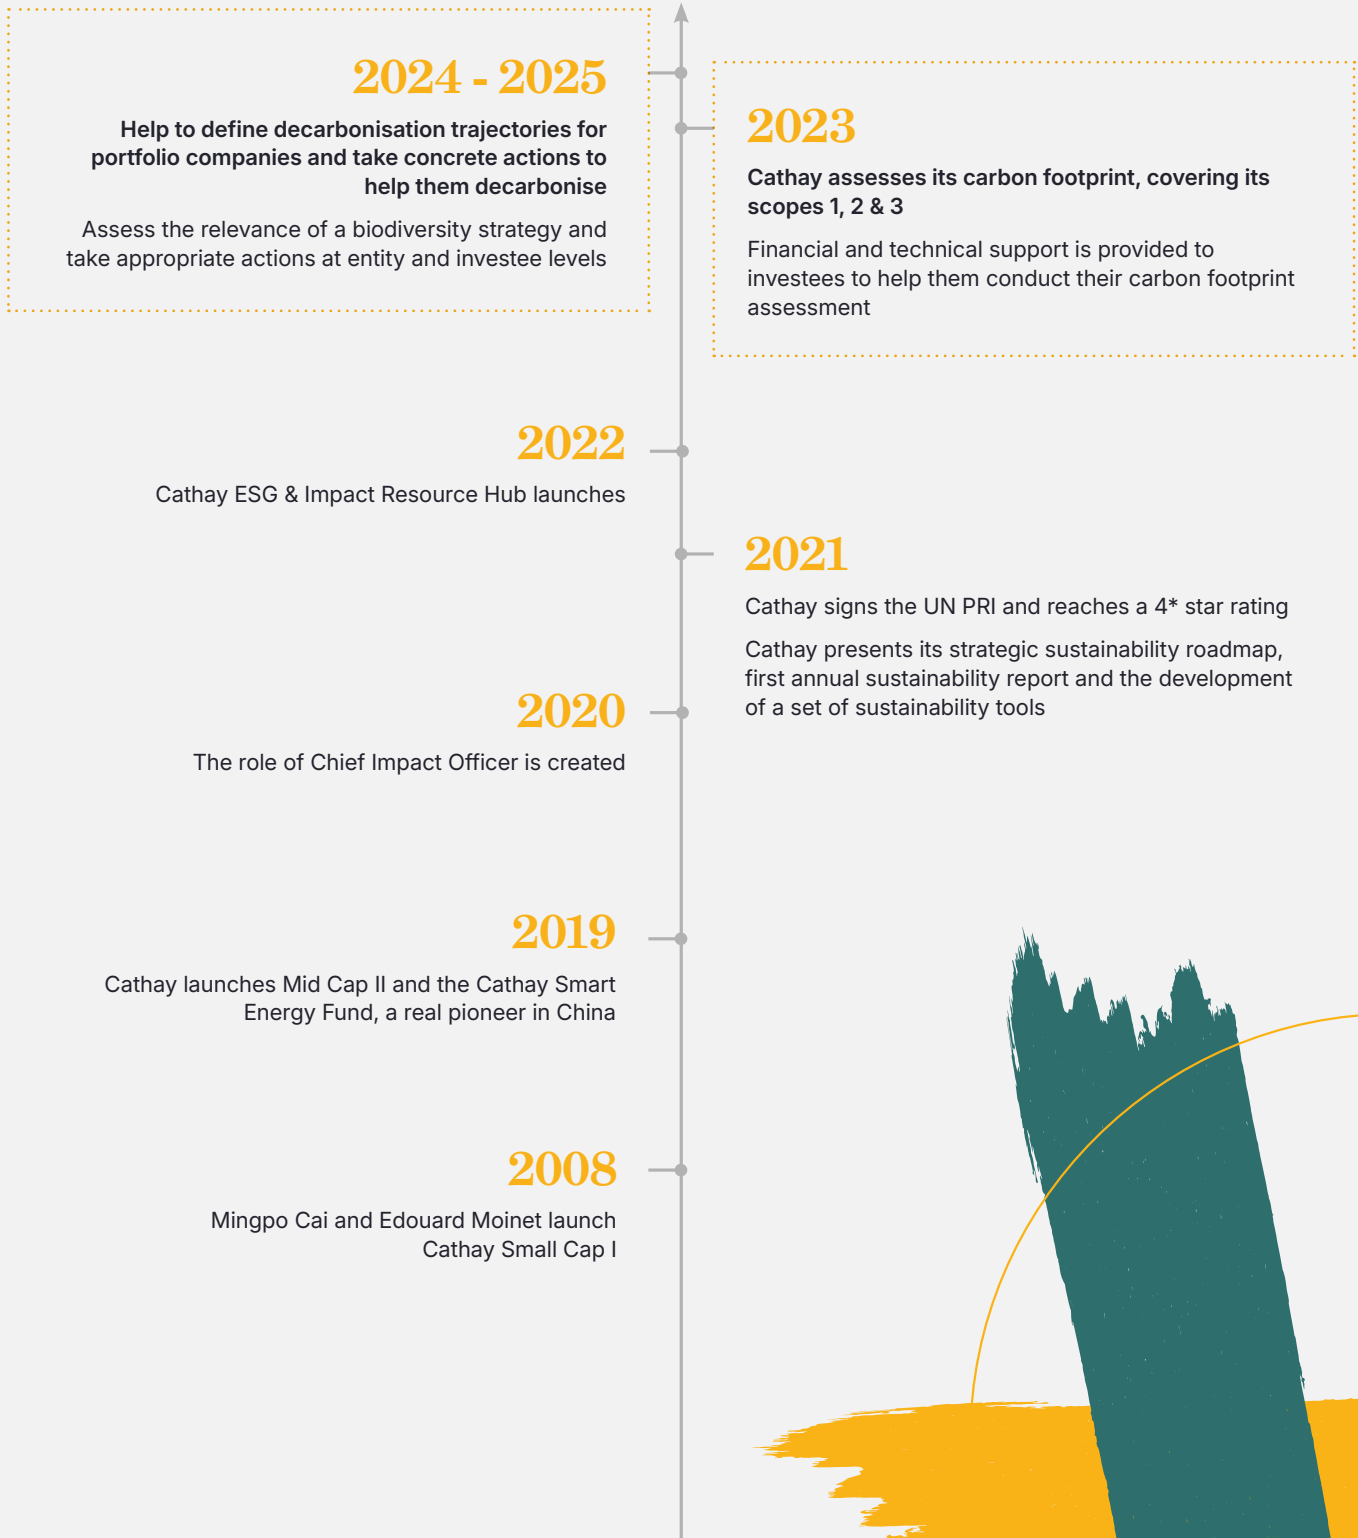 2024 - 2025
Help to define decarbonisation trajectories for
portfolio companies and take concrete actions to
help them decarbonise
Assess the relevance of a biodiversity strategy and
take appropriate actions at entity and investee levels
2023
Cathay assesses its carbon footprint, covering its
scopes 1, 2 & 3
Financial and technical support is provided to
investees to help them conduct their carbon footprint
assessment
2022
Cathay ESG & Impact Resource Hub launches
2021
Cathay signs the UN PRI and reaches a 4* star rating
Cathay presents its strategic sustainability roadmap,
first annual sustainability report and the development
of a set of sustainability tools
2020
The role of Chief Impact Officer is created
2019
Cathay launches Mid Cap II and the Cathay Smart
Energy Fund, a real pioneer in China
2008
Mingpo Cai and Edouard Moinet launch
Cathay Small Cap I